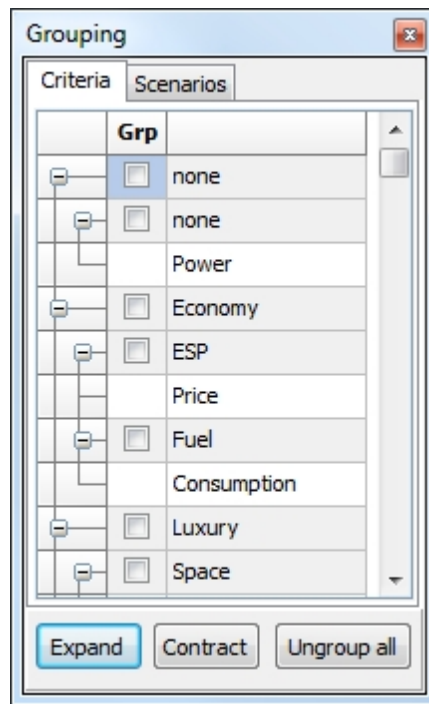 Grouping
Criteria Scenarios
Grp
none
none
Power
Economy
ESP
Price
Fuel
Consumption
Luxury
Space
Expand Contract Ungroup all